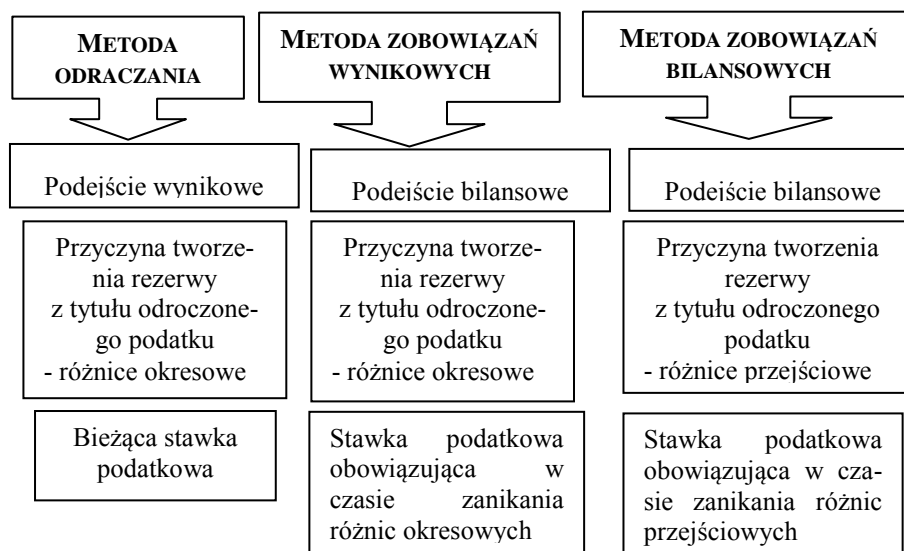 METODA
ODRACZANIA
Podejście wynikowe
Przyczyna tworze-
nia rezerwy
z tytułu odroczone-
go podatku
- różnice okresowe
Bieżąca stawka
podatkowa
METODA ZOBOWIĄZAŃ
WYNIKOWYCH
Podejście bilansowe
Przyczyna tworze-
nia rezerwy
z tytułu odroczone-
go podatku
- różnice okresowe
Stawka podatkowa
obowiązująca w
czasie zanikania
różnic okresowych
METODA ZOBOWIĄZAŃ
BILANSOWYCH
Podejście bilansowe
Przyczyna tworzenia
rezerwy
z tytułu odroczonego
podatku
- różnice przejściowe
Stawka podatkowa
obowiązująca w cza-
sie zanikania różnic
przejściowych